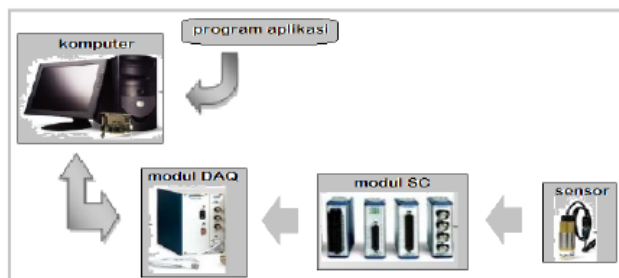 program aplikasi
komputer
modul DAQ
modul SC
sensor